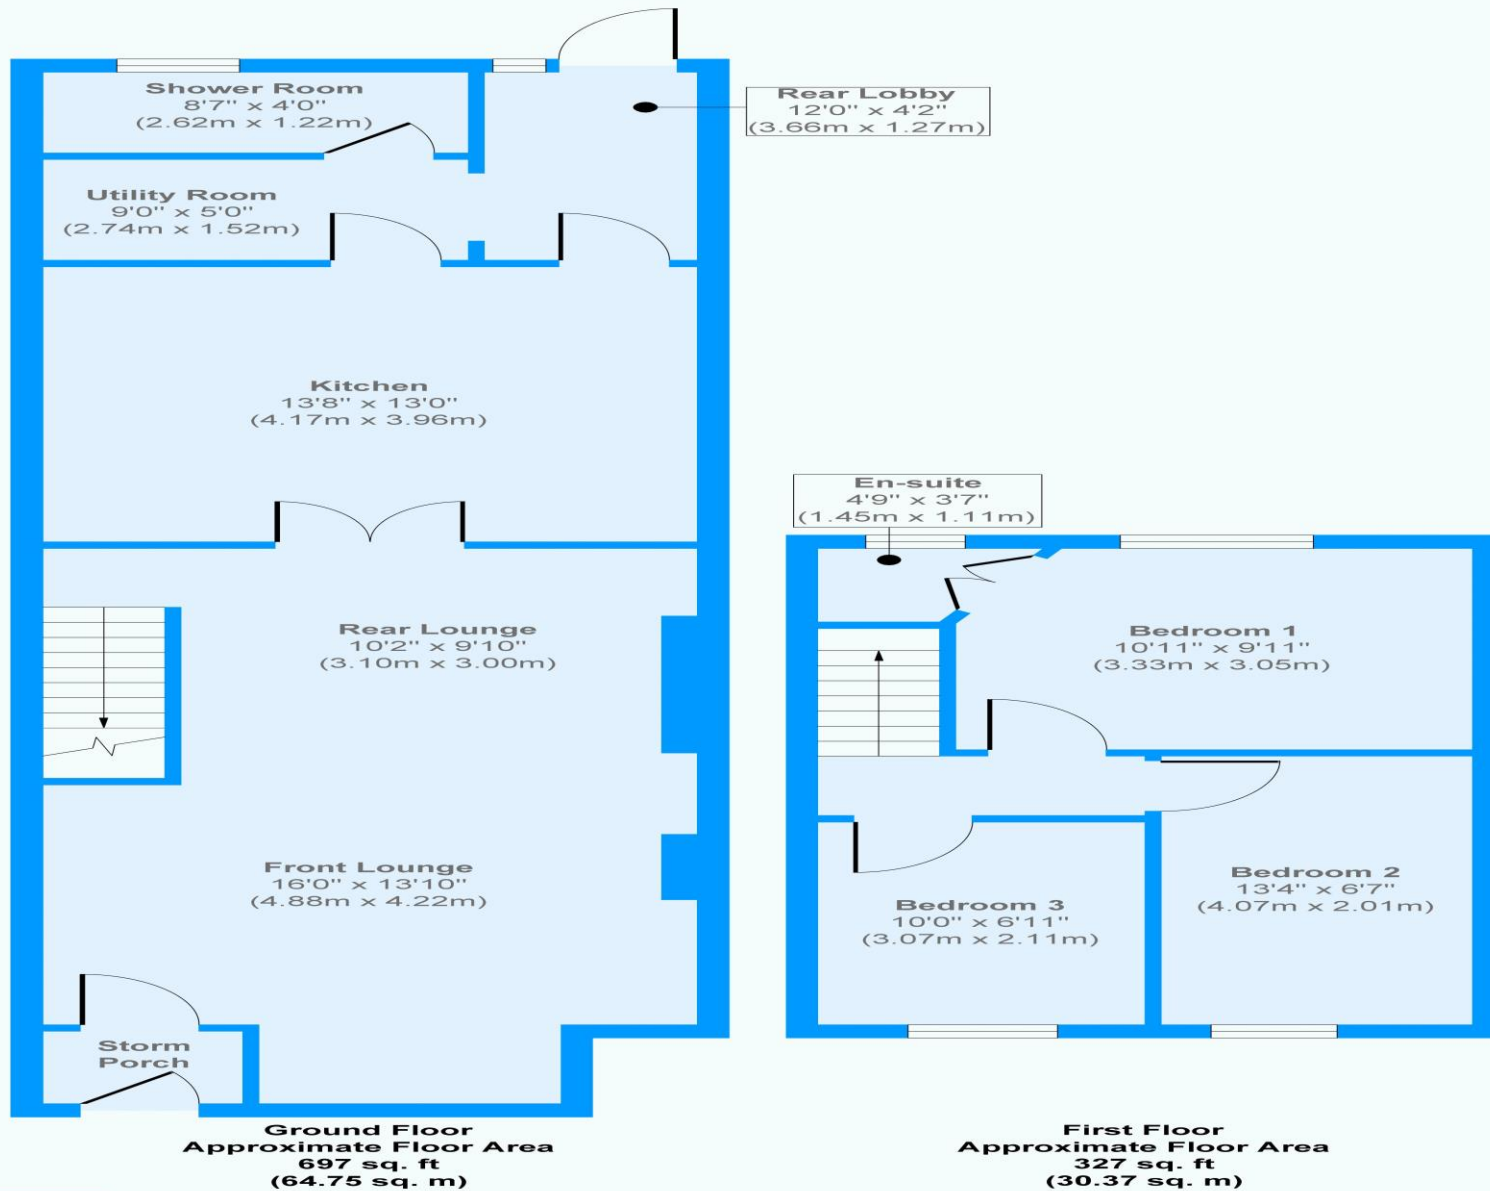 Shower Room
8'7" x 4'0"
(2.62m x 1.22m)
Rear Lobby
12'0" x 4'2"
(3.66m x 1.27m)
Utility Room
9'0" x 5'0"
(2.74m x 1.52m)
Kitchen
13'8" x 13'0"
(4.17m x 3.96m)
Rear Lounge
10'2" x 9'10"
(3.10m x 3.00m)
Front Lounge
16'0" x 13'10"
(4.88m x 4.22m)
Storm
Porch
Ground Floor
Approximate Floor Area
697 sq. ft
(64.75 sq. m)
En-suite
4'9" x 3'7"
(1.45m x 1.11m)
Bedroom 1
10'11" x 9'11"
(3.33m x 3.05m)
Bedroom 2
13'4" x 6'7"
(4.07m x 2.01m)
Bedroom 3
10'0" x 6'11"
(3.07m x 2.11m)
First Floor
Approximate Floor Area
327 sq. ft
(30.37 sq. m)